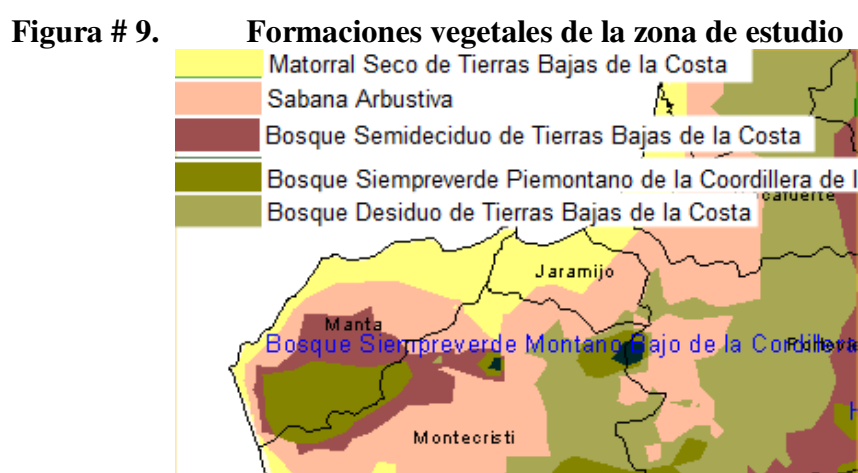 Figura # 9. Formaciones vegetales de la zona de estudio
Matorral Seco de Tierras Bajas de la Costa
Sabana Arbustiva
Bosque Semideciduo de Tierras Bajas de la Costa
Bosque Siempreverde Piemontano de la Coordillera de l
Bosque Desiduo de Tierras Bajas de la Costa
Jaramijo
Manta
Bosque Siempreverde Montano Bajo de la Cordillera
Montecristi